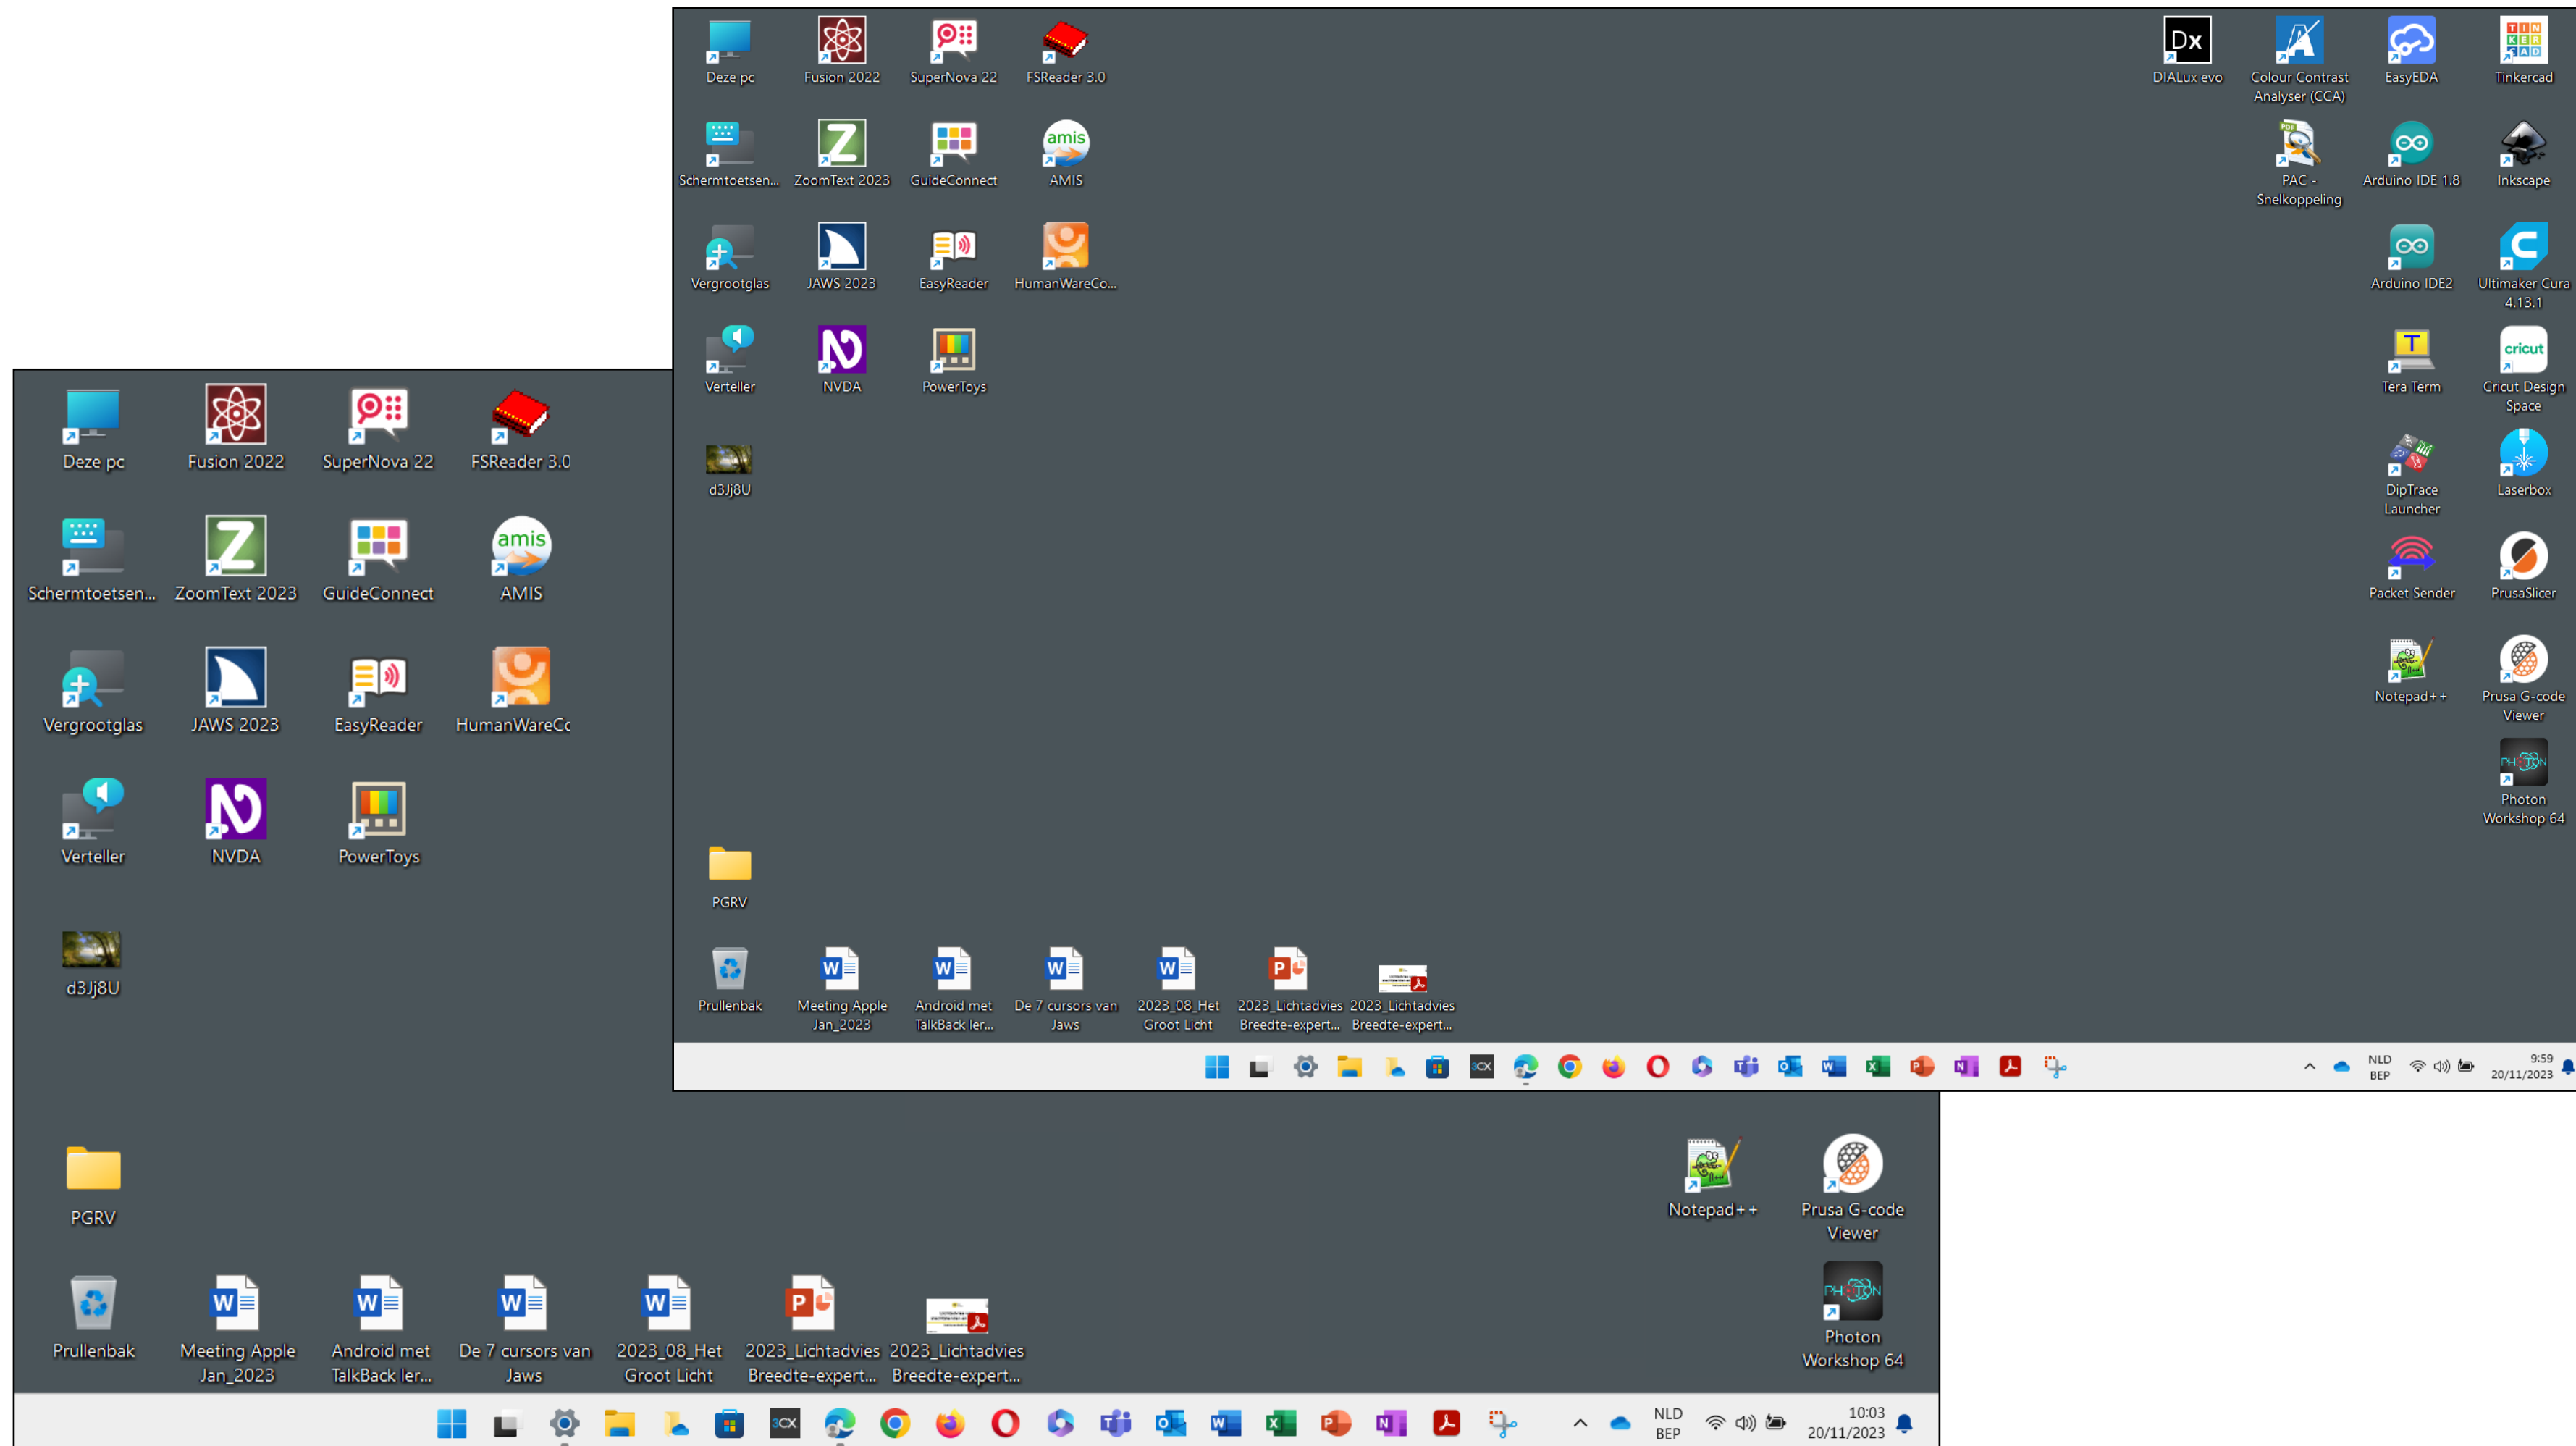 Deze pc
Fusion 2022
SuperNova 22
FSReader 3.0
DIALux evo
Colour Contrast
Analyser (CCA)
EasyEDA
Tinkercad
Schermtoetsen...
ZoomText 2023
GuideConnect
AMIS
PAC -
Snelkoppeling
Arduino IDE 1.8
Inkscape
Vergrootglas
JAWS 2023
EasyReader
HumanWareCo...
Arduino IDE2
Ultimaker Cura
4.13.1
Verteller
NVDA
PowerToys
Tera Term
Cricut Design
Space
d3Jj8U
DipTrace
Launcher
Laserbox
Packet Sender
PrusaSlicer
Notepad++
Prusa G-code
Viewer
Photon
Workshop 64
PGRV
Prullenbak
Meeting Apple
Jan_2023
Android met
TalkBack ler...
De 7 cursors van
Jaws
2023_08_Het
Groot Licht
2023_Lichtadvies
Breedte-expert...
2023_Lichtadvies
Breedte-expert...
NLD
BEP
9:59
20/11/2023
Deze pc
Fusion 2022
SuperNova 22
FSReader 3.0
Schermtoetsen...
ZoomText 2023
GuideConnect
AMIS
Vergrootglas
JAWS 2023
EasyReader
HumanWareCo
Verteller
NVDA
PowerToys
d3Jj8U
PGRV
Notepad++
Prusa G-code
Viewer
Prullenbak
Meeting Apple
Jan_2023
Android met
TalkBack ler...
De 7 cursors van
Jaws
2023_08_Het
Groot Licht
2023_Lichtadvies
Breedte-expert...
2023_Lichtadvies
Breedte-expert...
Photon
Workshop 64
NLD
BEP
10:03
20/11/2023